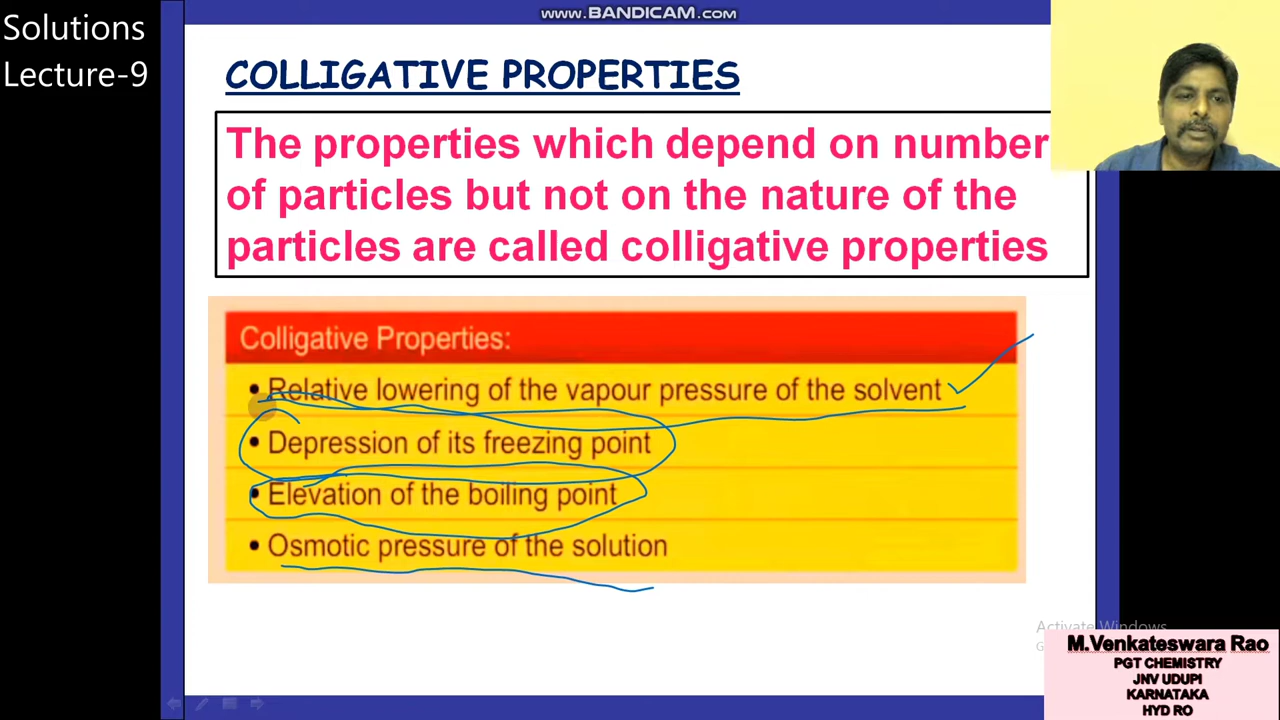 www.BANDICAM.com
Solutions
Lecture-9
COLLIGATIVE PROPERTIES
The properties which depend on number
of particles but not on the nature of the
particles are called colligative properties
Colligative Properties:
• Relative lowering of the vapour pressure of the solvent
• Depression of its freezing point
• Elevation of the boiling point
• Osmotic pressure of the solution
Activate Windows
M.Venkateswara Rao
PGT CHEMISTRY
JNV UDUPI
KARNATAKA
HYD RO